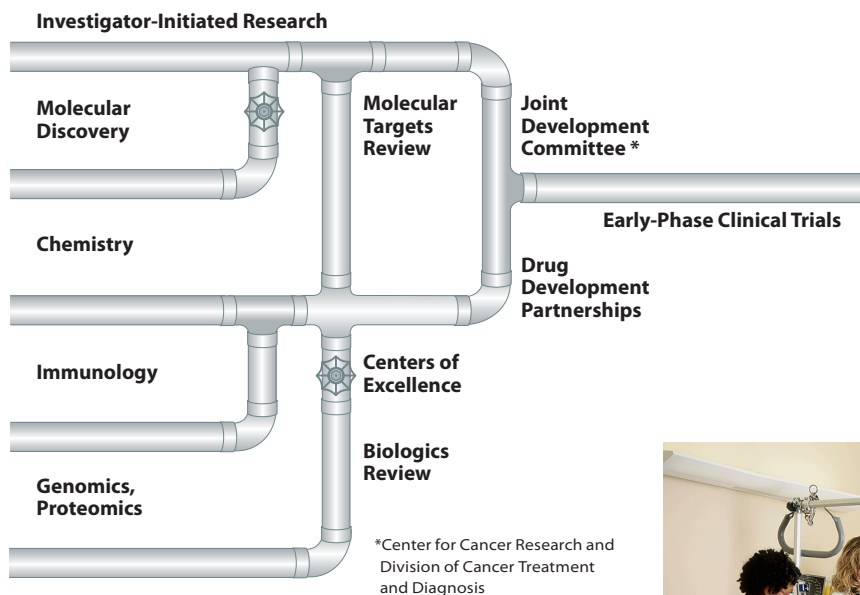 Investigator-Initiated Research
Molecular
Discovery
Molecular
Targets
Review
Joint
Development
Committee *
Early-Phase Clinical Trials
Chemistry
Drug
Development
Partnerships
Immunology
Centers of
Excellence
Biologics
Review
Genomics,
Proteomics
*Center for Cancer Research and
Division of Cancer Treatment
and Diagnosis